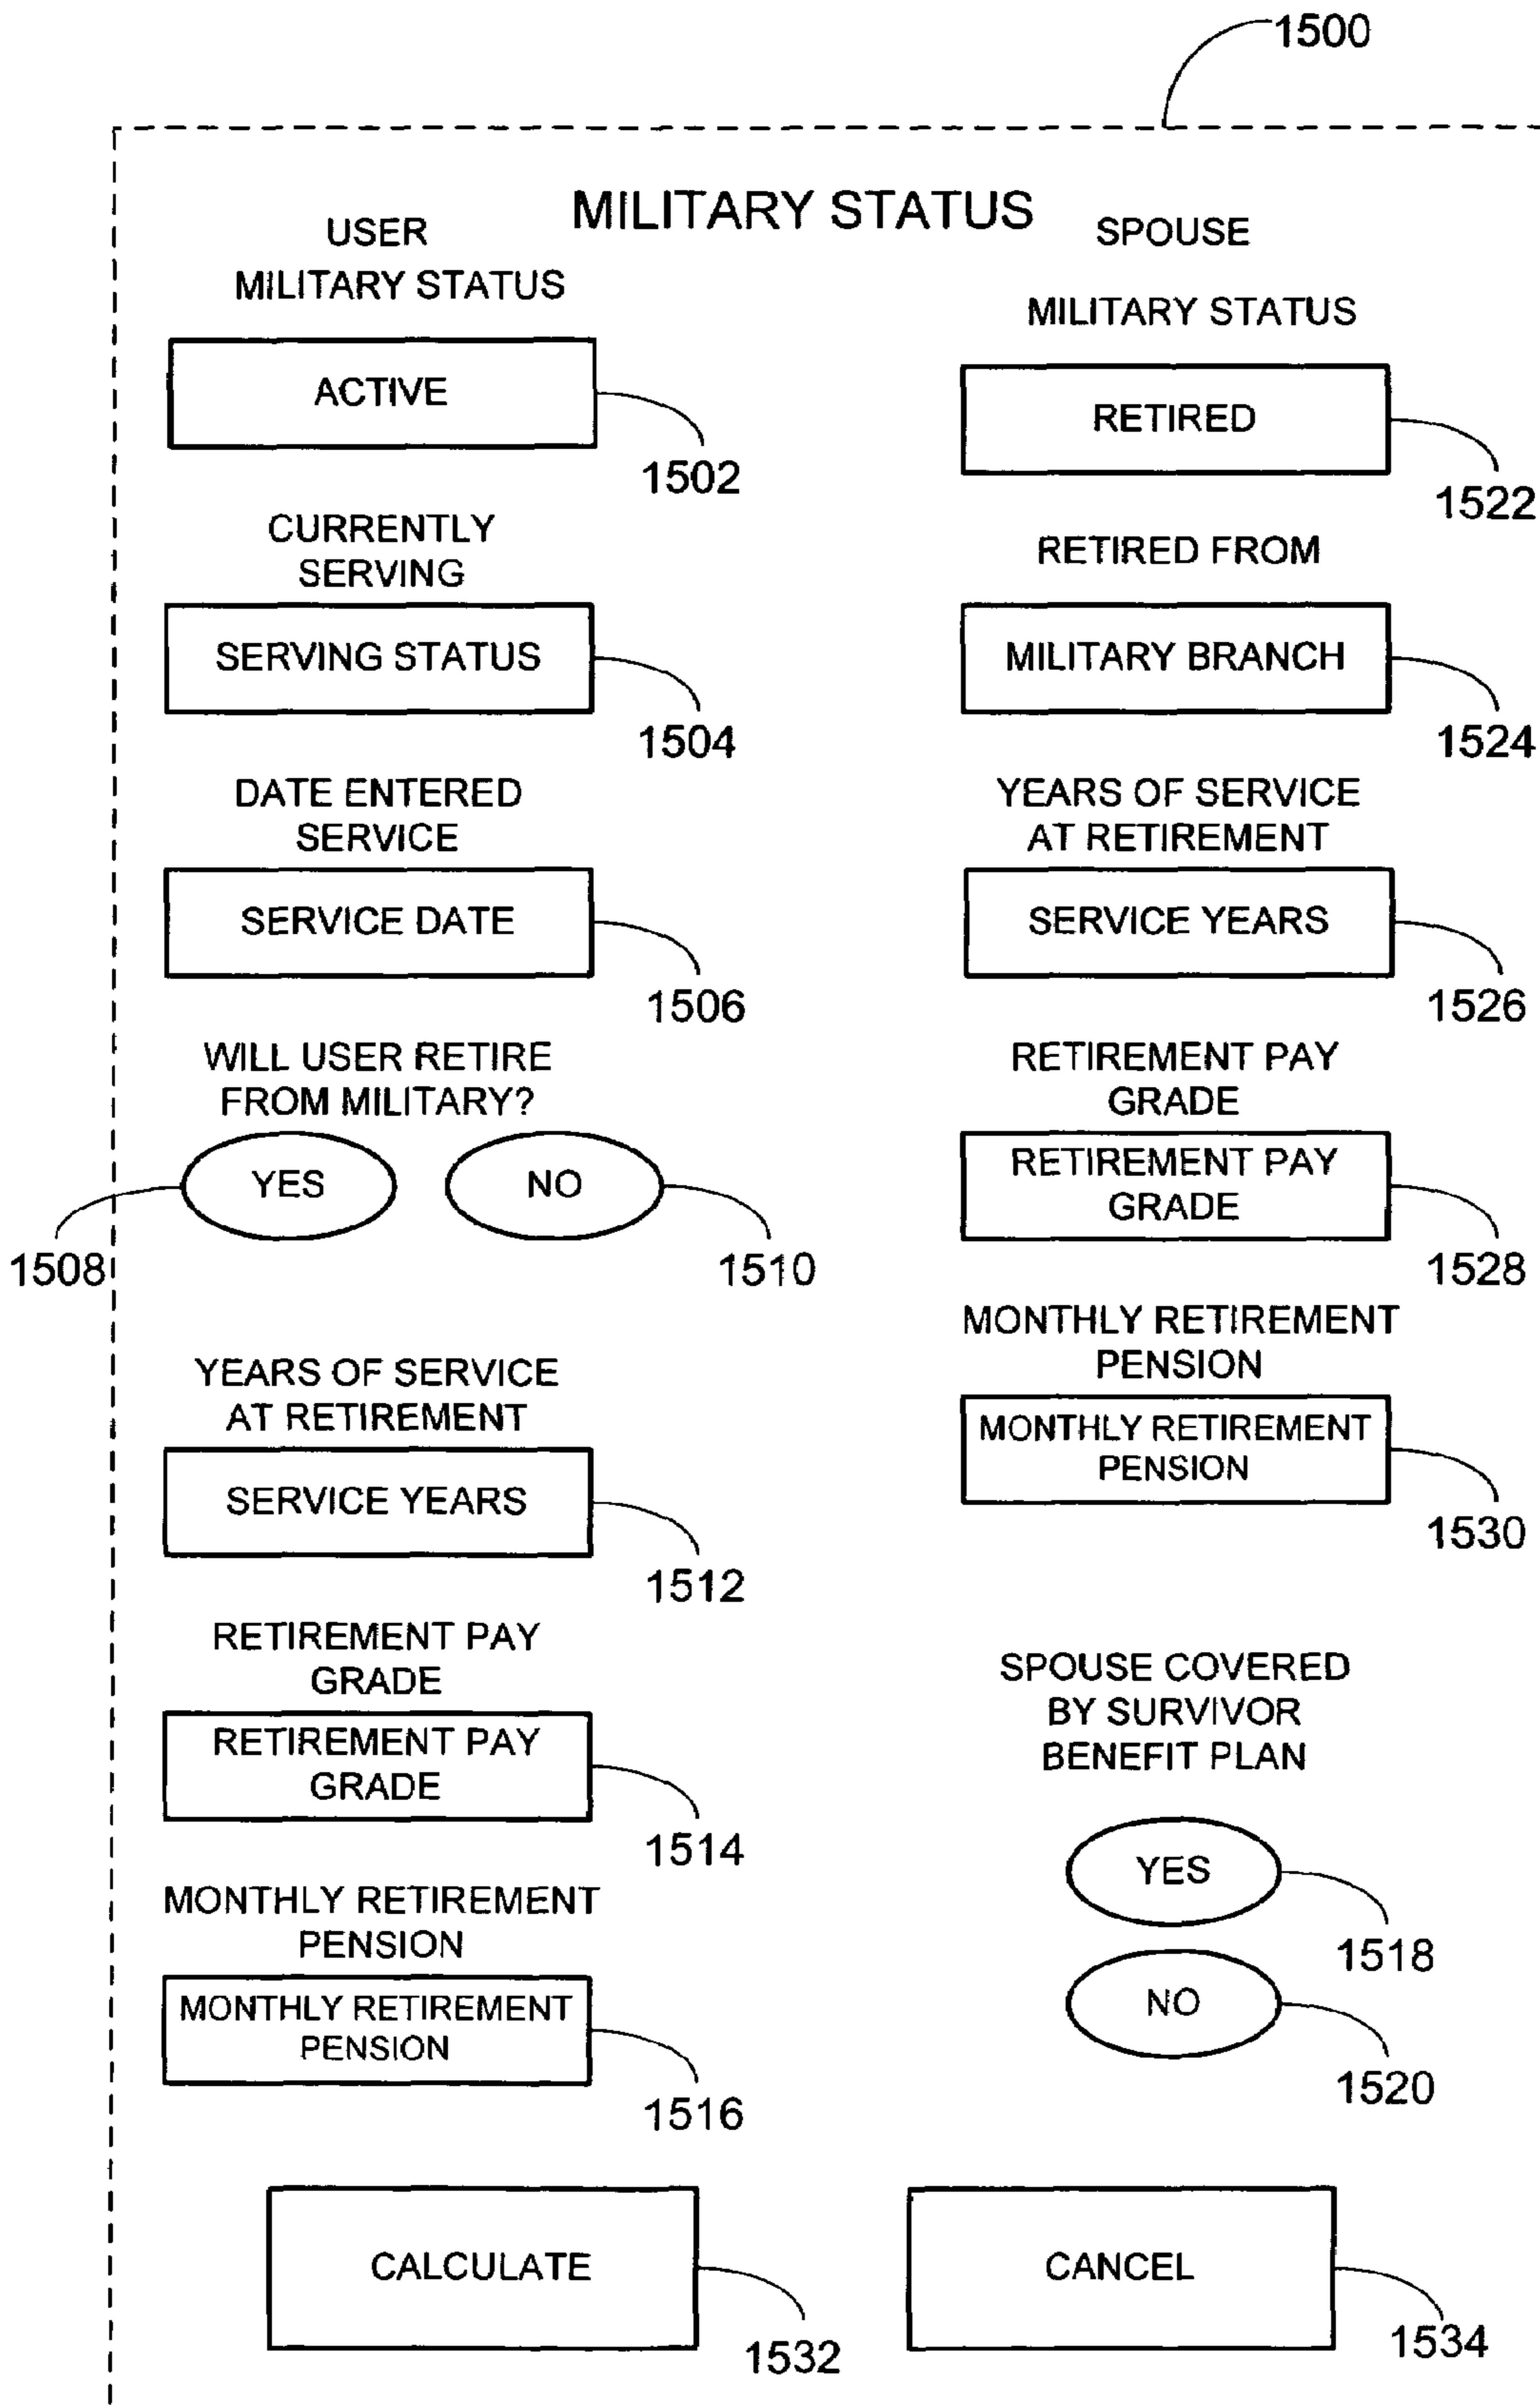 1500
MILITARY STATUS
USER
MILITARY STATUS
ACTIVE
1502
CURRENTLY
SERVING
SERVING STATUS
1504
DATE ENTERED
SERVICE
SERVICE DATE
1506
WILL USER RETIRE
FROM MILITARY?
YES
NO
1508
1510
YEARS OF SERVICE
AT RETIREMENT
SERVICE YEARS
1512
RETIREMENT PAY
GRADE
RETIREMENT PAY
GRADE
1514
MONTHLY RETIREMENT
PENSION
MONTHLY RETIREMENT
PENSION
1516
SPOUSE
MILITARY STATUS
RETIRED
1522
RETIRED FROM
MILITARY BRANCH
1524
YEARS OF SERVICE
AT RETIREMENT
SERVICE YEARS
1526
RETIREMENT PAY
GRADE
RETIREMENT PAY
GRADE
1528
MONTHLY RETIREMENT
PENSION
MONTHLY RETIREMENT
PENSION
1530
SPOUSE COVERED
BY SURVIVOR
BENEFIT PLAN
YES
1518
NO
1520
CALCULATE
1532
CANCEL
1534